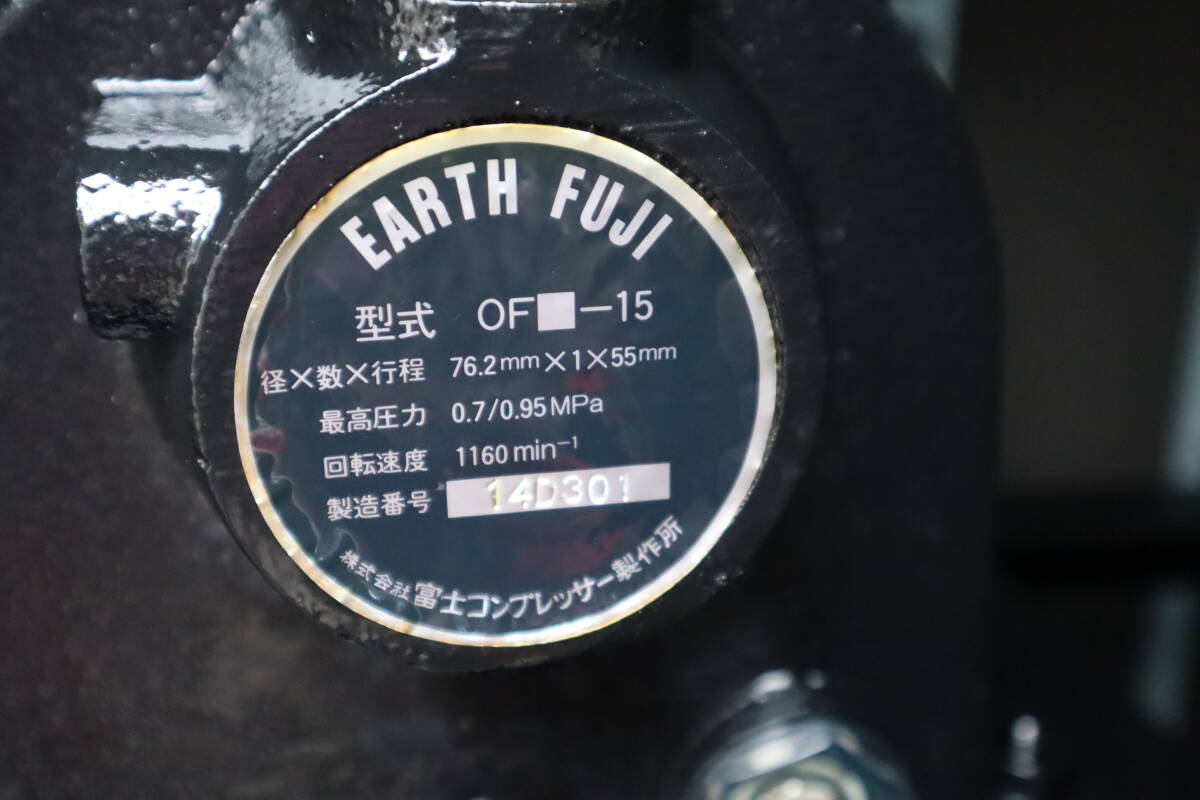 EARTH FUJI
型式 OF■-15
径×数×行程 76.2mm×1×55mm
最高圧力 0.7/0.95MPa
回転速度 1160min⁻¹
製造番号 14D301
株式会社富士コンプレッサー製作所